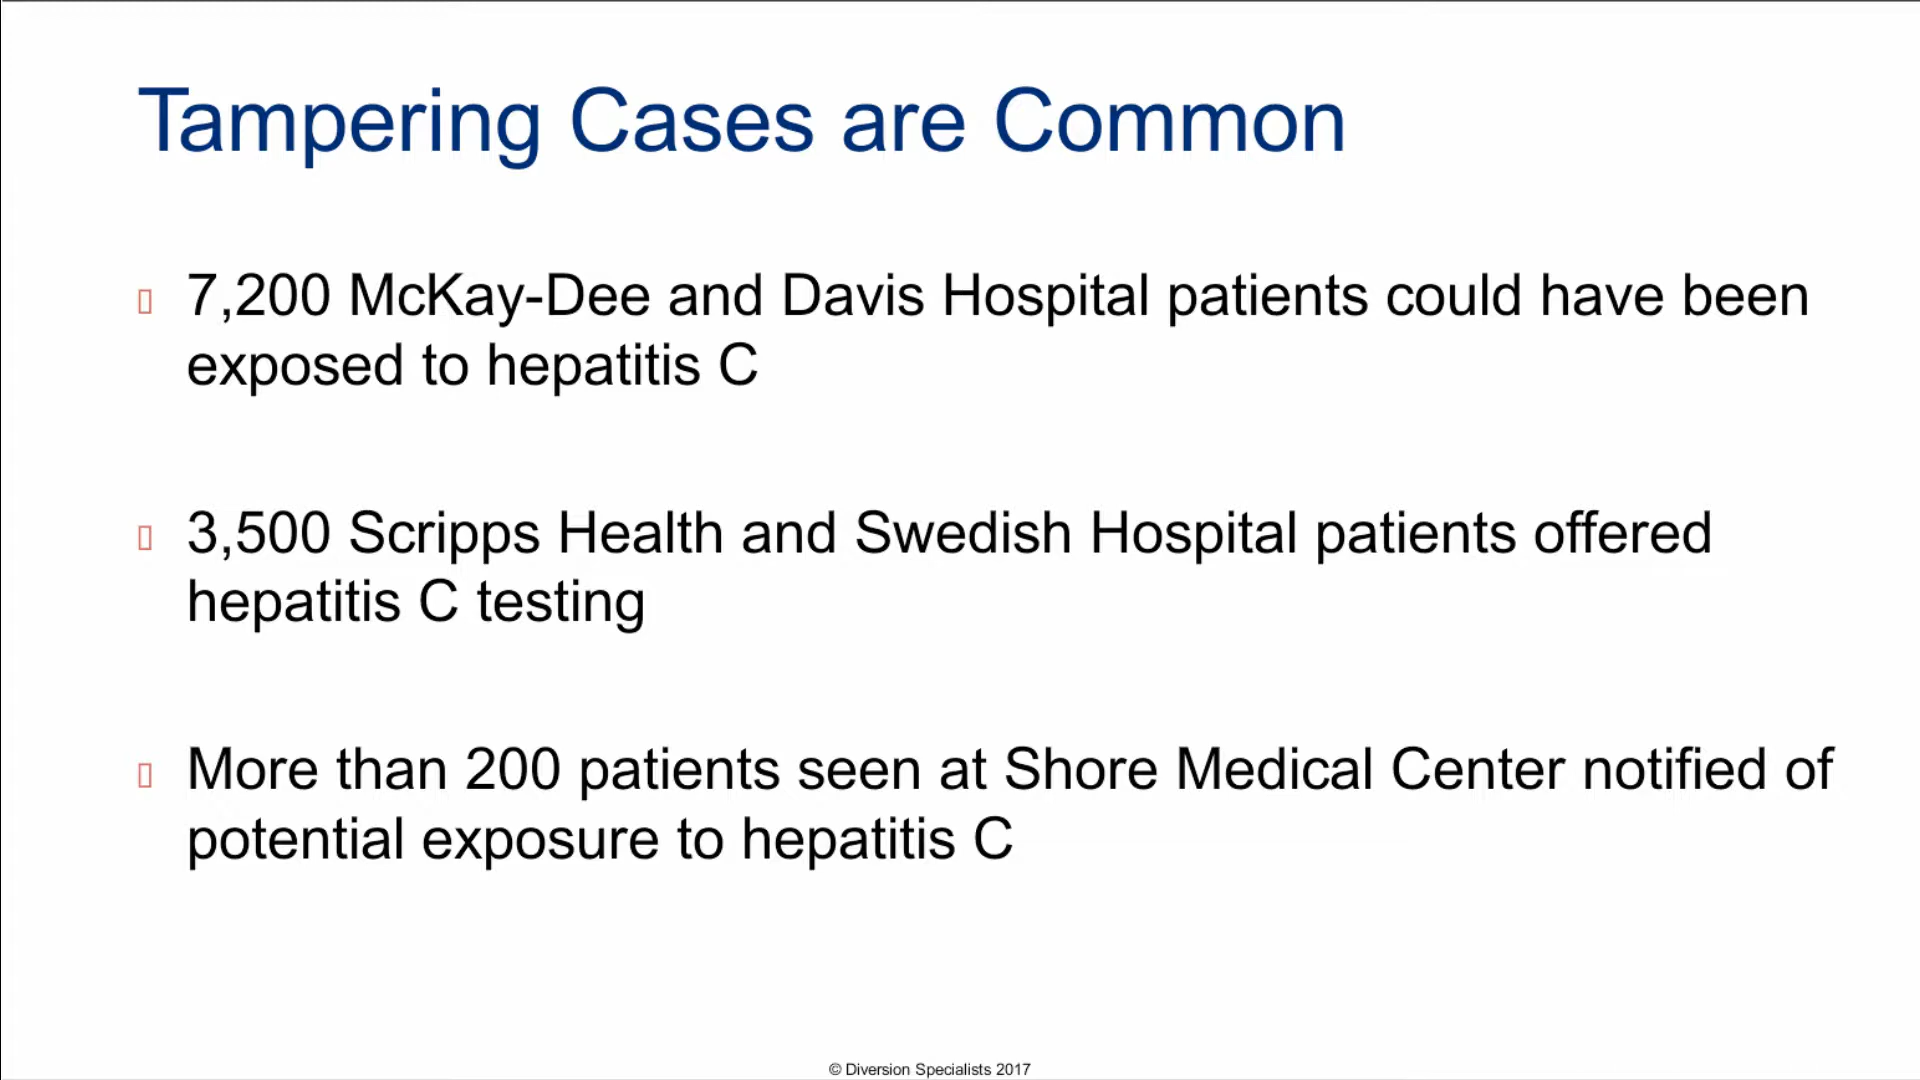 Tampering Cases are Common
7,200 McKay-Dee and Davis Hospital patients could have been
exposed to hepatitis C
3,500 Scripps Health and Swedish Hospital patients offered
hepatitis C testing
More than 200 patients seen at Shore Medical Center notified of
potential exposure to hepatitis C
© Diversion Specialists 2017